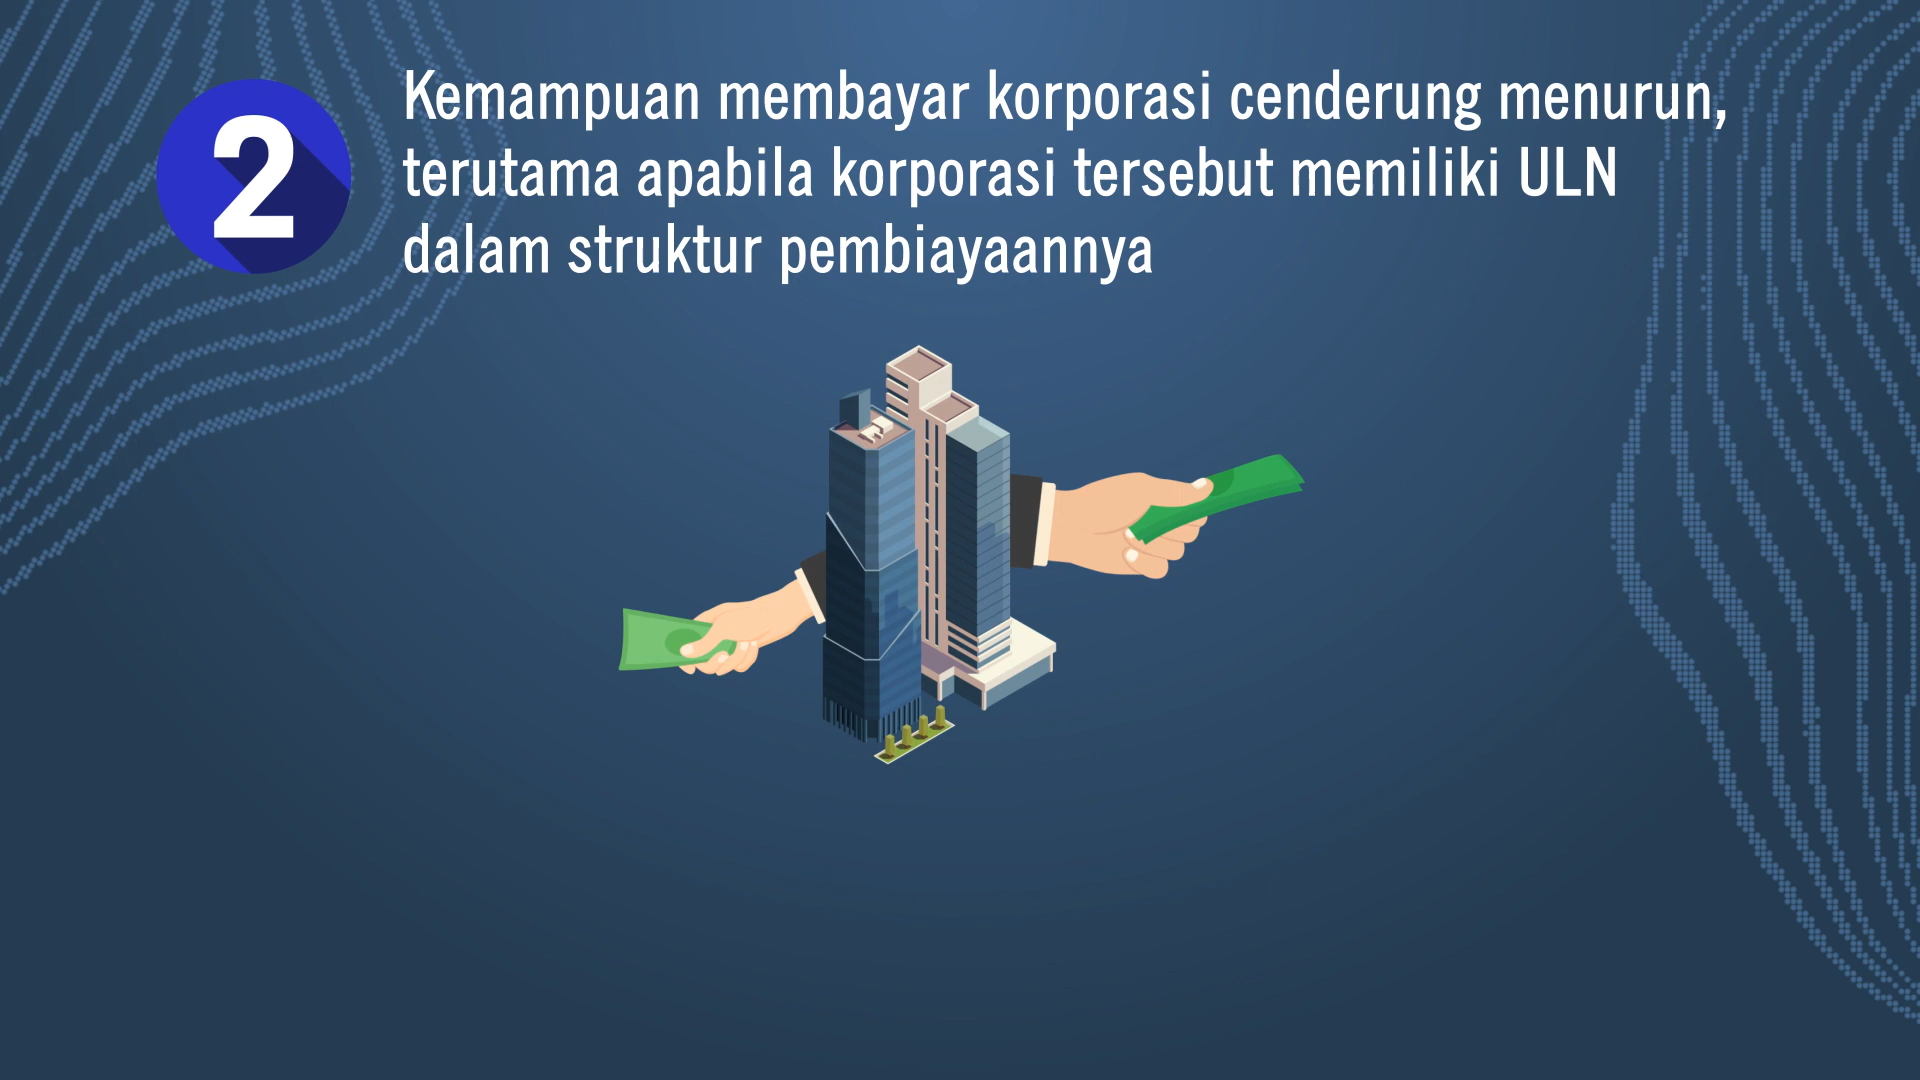 2
Kemampuan membayar korporasi cenderung menurun,
terutama apabila korporasi tersebut memiliki ULN
dalam struktur pembiayaannya